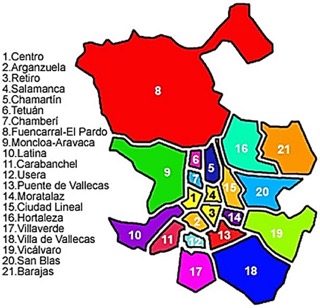 1.Centro
2.Arganzuela
3.Retiro
4.Salamanca
5.Chamartín
6.Tetuán
7.Chamberí
8.Fuencarral-El Pardo
9.Moncloa-Aravaca
10.Latina
11.Carabanchel
12.Usera
13.Puente de Vallecas
14.Moratalaz
15.Ciudad Lineal
16.Hortaleza
17.Villaverde
18.Villa de Vallecas
19.Vicálvaro
20.San Blas
21.Barajas
8
16
21
6
5
9
7
15
20
1
4
3
14
10
2
19
11
12
13
17
18